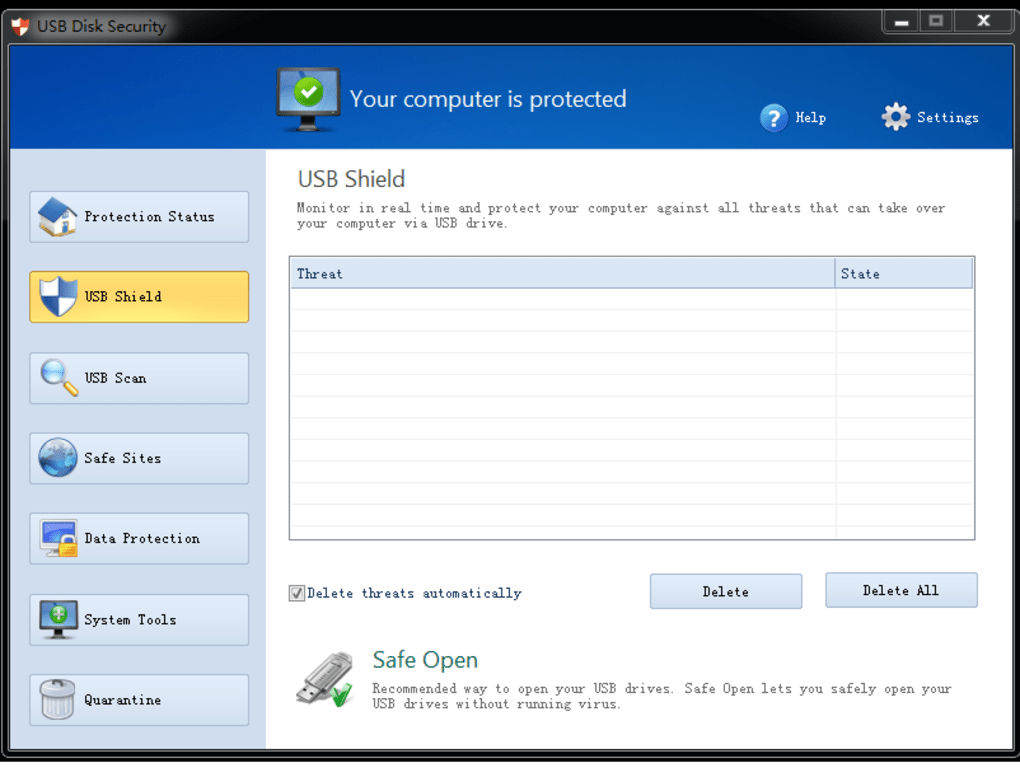 USB Disk Security
Your computer is protected
? Help
Settings
Protection Status
USB Shield
USB Scan
Safe Sites
Data Protection
System Tools
Quarantine
USB Shield
Monitor in real time and protect your computer against all threats that can take over
your computer via USB drive.
Threat State
Delete threats automatically
Delete
Delete All
Safe Open
Recommended way to open your USB drives. Safe Open lets you safely open your
USB drives without running virus.